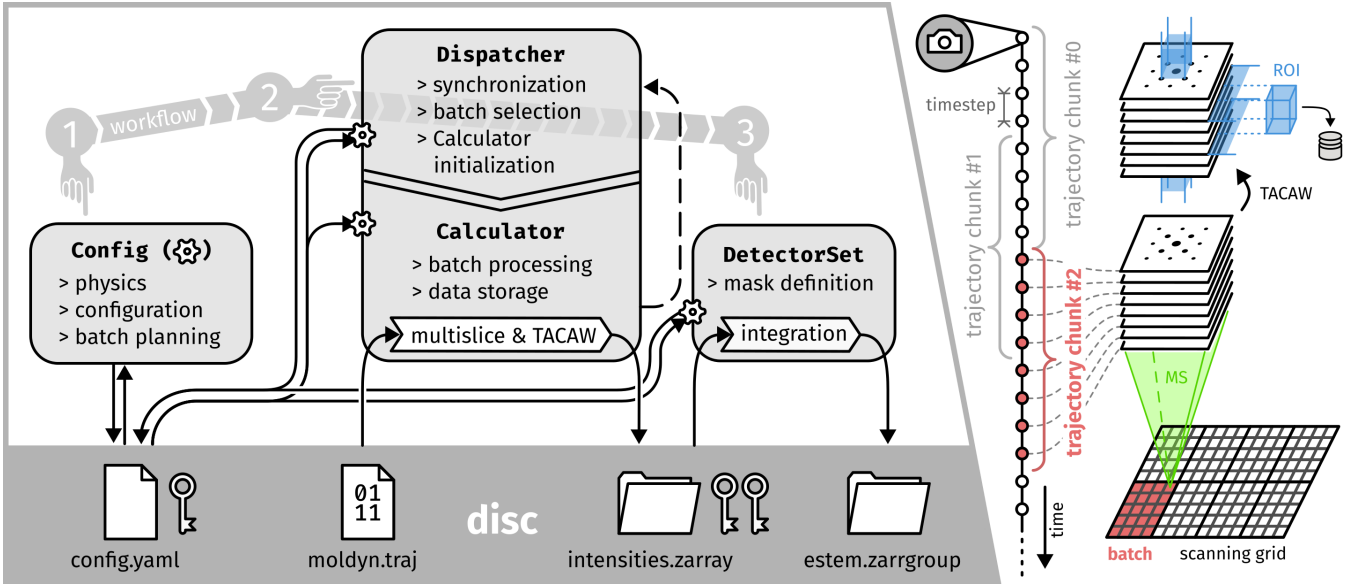 1
workflow
2
3
Dispatcher
> synchronization
> batch selection
> Calculator
initialization
Calculator
> batch processing
> data storage
multislice & TACAW
Config ( )
> physics
> configuration
> batch planning
DetectorSet
> mask definition
integration
config.yaml
moldyn.traj
01
11
disc
intensities.zarray
estem.zarrgroup
timestep
trajectory chunk #0
trajectory chunk #1
trajectory chunk #2
time
ROI
TACAW
MS
batch
scanning grid